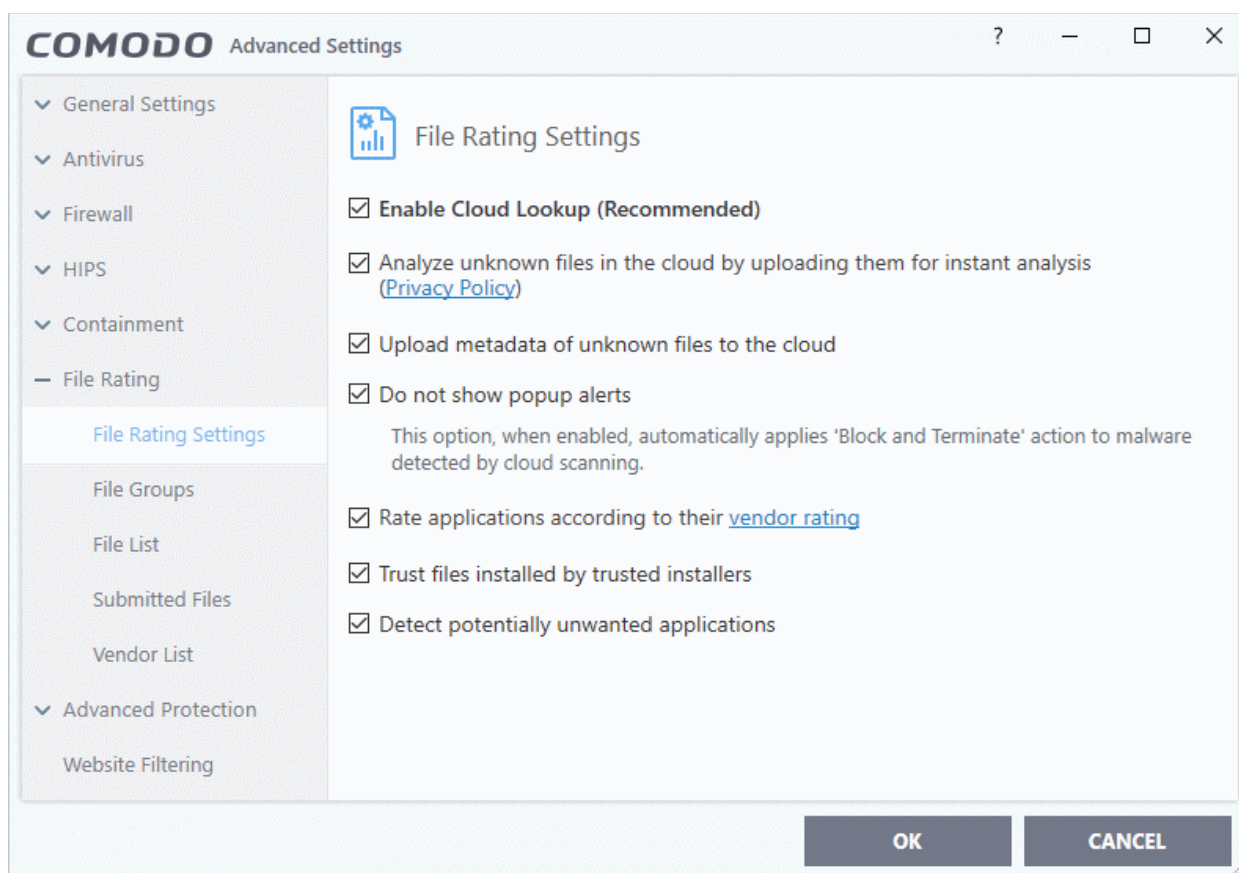 COMODO Advanced Settings
?
General Settings
Antivirus
Firewall
HIPS
Containment
File Rating
File Rating Settings
File Groups
File List
Submitted Files
Vendor List
Advanced Protection
Website Filtering
File Rating Settings
Enable Cloud Lookup (Recommended)
Analyze unknown files in the cloud by uploading them for instant analysis
(Privacy Policy)
Upload metadata of unknown files to the cloud
Do not show popup alerts
This option, when enabled, automatically applies 'Block and Terminate' action to malware
detected by cloud scanning.
Rate applications according to their vendor rating
Trust files installed by trusted installers
Detect potentially unwanted applications
OK
CANCEL